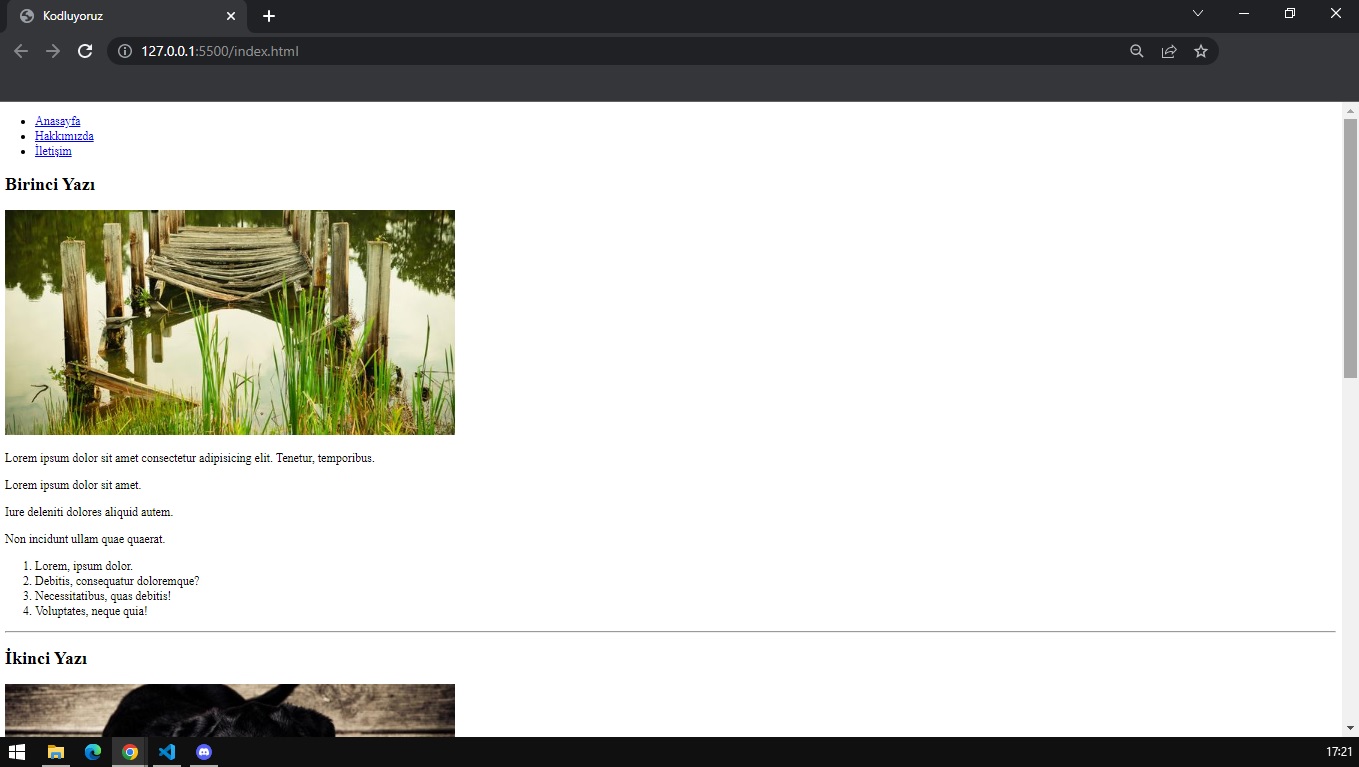 Kodluyoruz
127.0.0.1:5500/index.html
Anasayfa
Hakkımızda
İletişim
Birinci Yazı
Lorem ipsum dolor sit amet consectetur adipisicing elit. Tenetur, temporibus.
Lorem ipsum dolor sit amet.
Iure deleniti dolores aliquid autem.
Non incidunt ullam quae quaerat.
1. Lorem, ipsum dolor.
2. Debitis, consequatur doloremque?
3. Necessitatibus, quas debitis!
4. Voluptates, neque quia!
İkinci Yazı
17:21